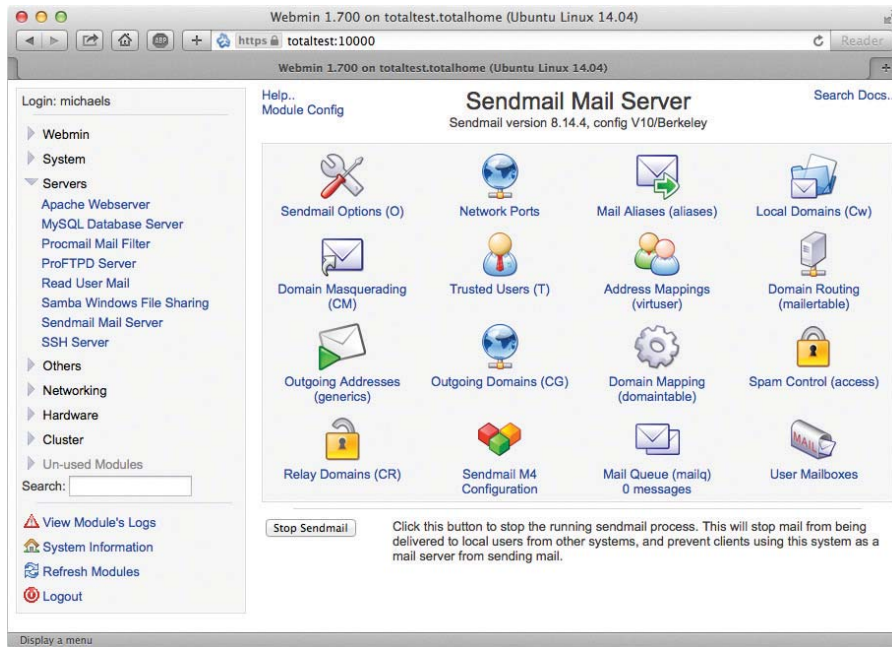 Webmin 1.700 on totaltest.totalhome (Ubuntu Linux 14.04)
ABP
+
https totaltest:10000
Reader
Webmin 1.700 on totaltest.totalhome (Ubuntu Linux 14.04)
+
Login: michaels
Webmin
System
Servers
Apache Webserver
MySQL Database Server
Procmail Mail Filter
ProFTPD Server
Read User Mail
Samba Windows File Sharing
Sendmail Mail Server
SSH Server
Others
Networking
Hardware
Cluster
Un-used Modules
Search:
View Module's Logs
System Information
Refresh Modules
Logout
Help..
Module Config
Sendmail Mail Server
Sendmail version 8.14.4, config V10/Berkeley
Search Docs..
Sendmail Options (O)
Network Ports
Mail Aliases (aliases)
Local Domains (Cw)
Domain Masquerading
(CM)
Trusted Users (T)
Address Mappings
(virtuser)
Domain Routing
(mailertable)
Outgoing Addresses
(generics)
Outgoing Domains (CG)
Domain Mapping
(domaintable)
Spam Control (access)
Relay Domains (CR)
Sendmail M4
Configuration
Mail Queue (mailq)
0 messages
MAIL
User Mailboxes
Stop Sendmail
Click this button to stop the running sendmail process. This will stop mail from being
delivered to local users from other systems, and prevent clients using this system as a
mail server from sending mail.
Display a menu